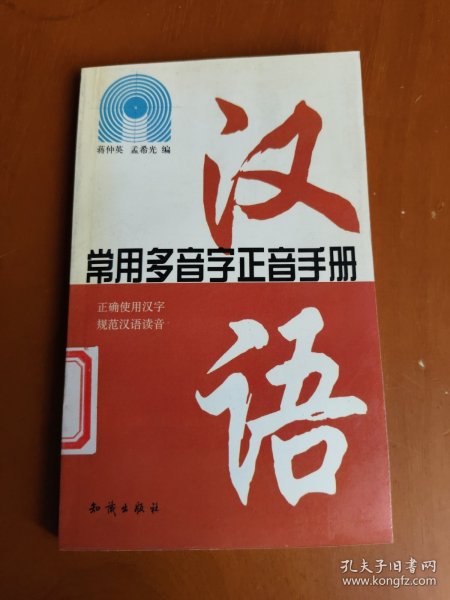 蒋仲英 孟希光 编
汉
常用多音字正音手册
正确使用汉字
规范汉语读音
语
知识出版社
孔夫子旧书网
www.kongfz.com